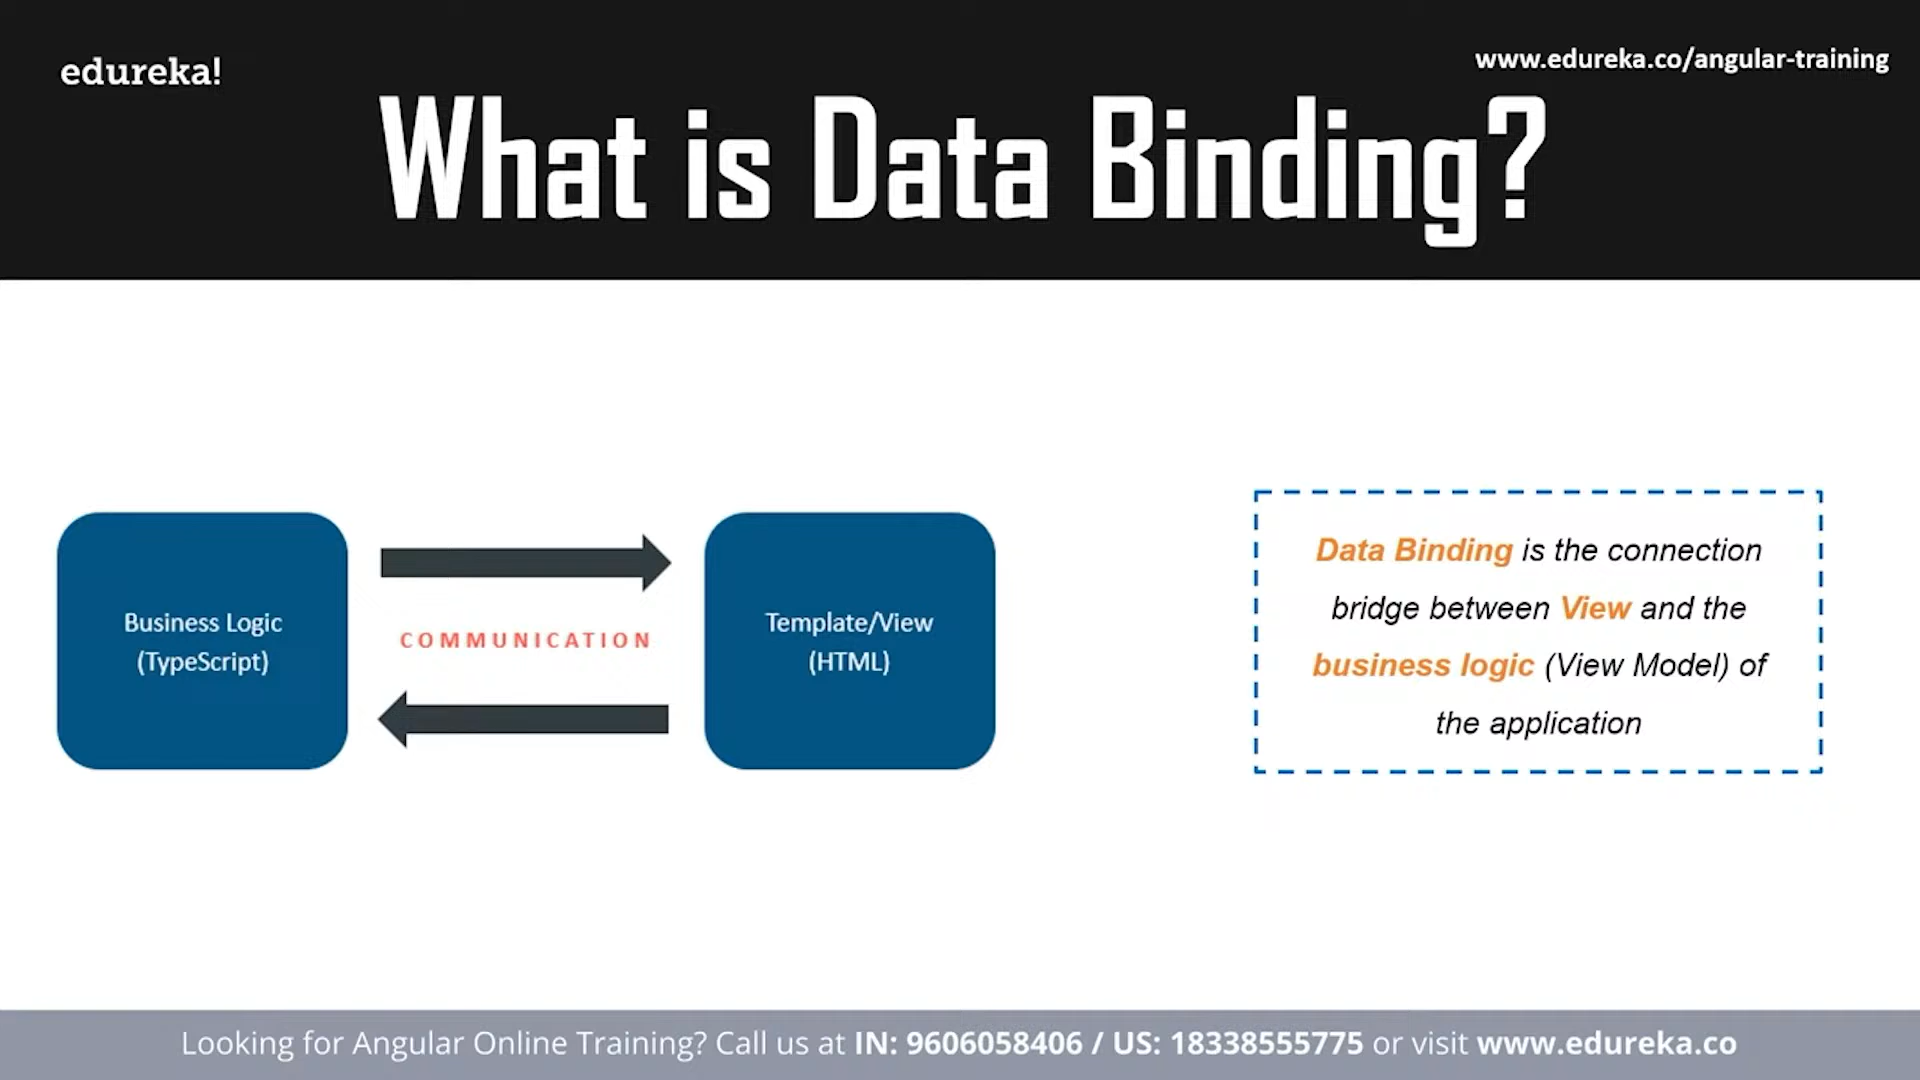 edureka!
www.edureka.co/angular-training
What is Data Binding?
Business Logic
(TypeScript)
COMMUNICATION
Template/View
(HTML)
Data Binding is the connection
bridge between View and the
business logic (View Model) of
the application
Looking for Angular Online Training? Call us at IN: 9606058406 / US: 18338555775 or visit www.edureka.co